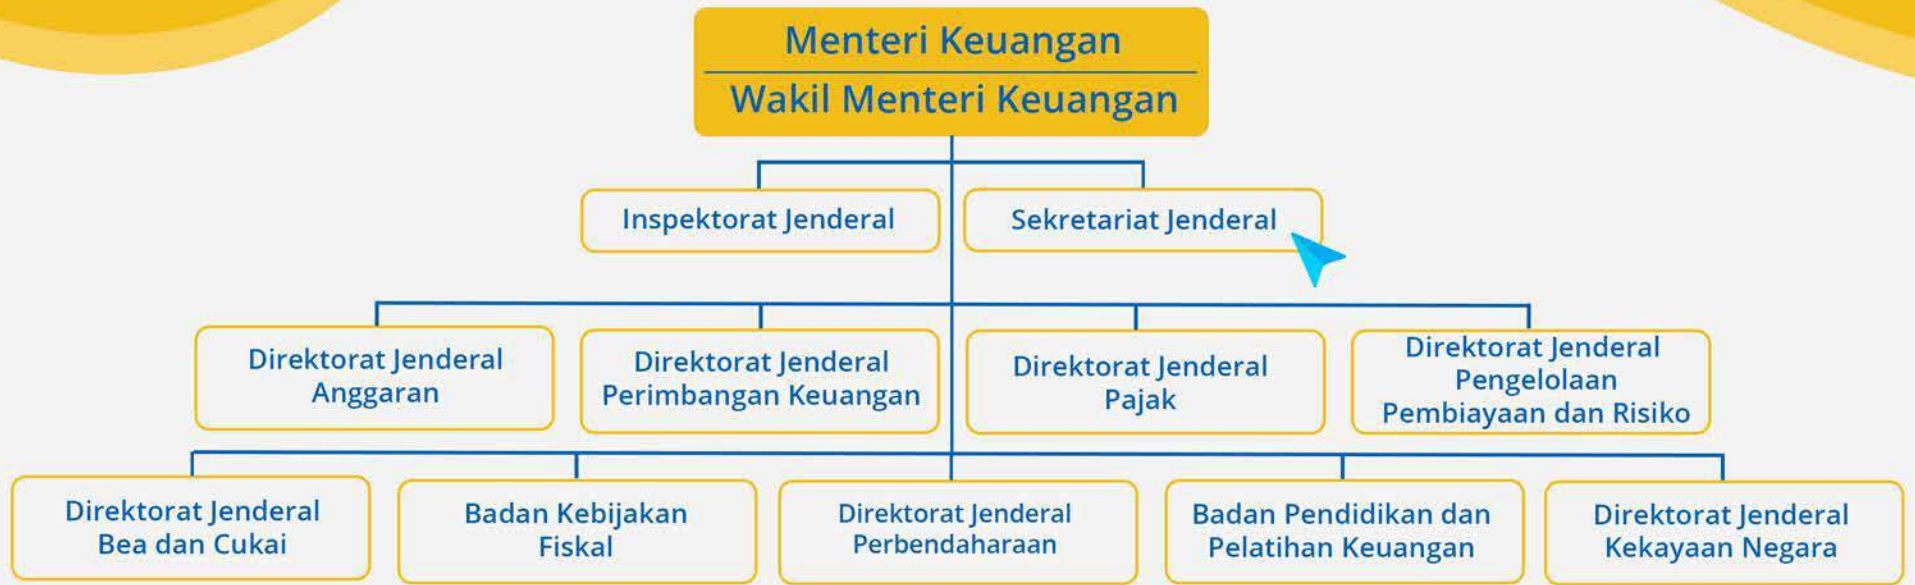 Menteri Keuangan
Wakil Menteri Keuangan
Inspektorat Jenderal
Sekretariat Jenderal
Direktorat Jenderal
Anggaran
Direktorat Jenderal
Perimbangan Keuangan
Direktorat Jenderal
Pajak
Direktorat Jenderal
Pengelolaan
Pembiayaan dan Risiko
Direktorat Jenderal
Bea dan Cukai
Badan Kebijakan
Fiskal
Direktorat Jenderal
Perbendaharaan
Badan Pendidikan dan
Pelatihan Keuangan
Direktorat Jenderal
Kekayaan Negara